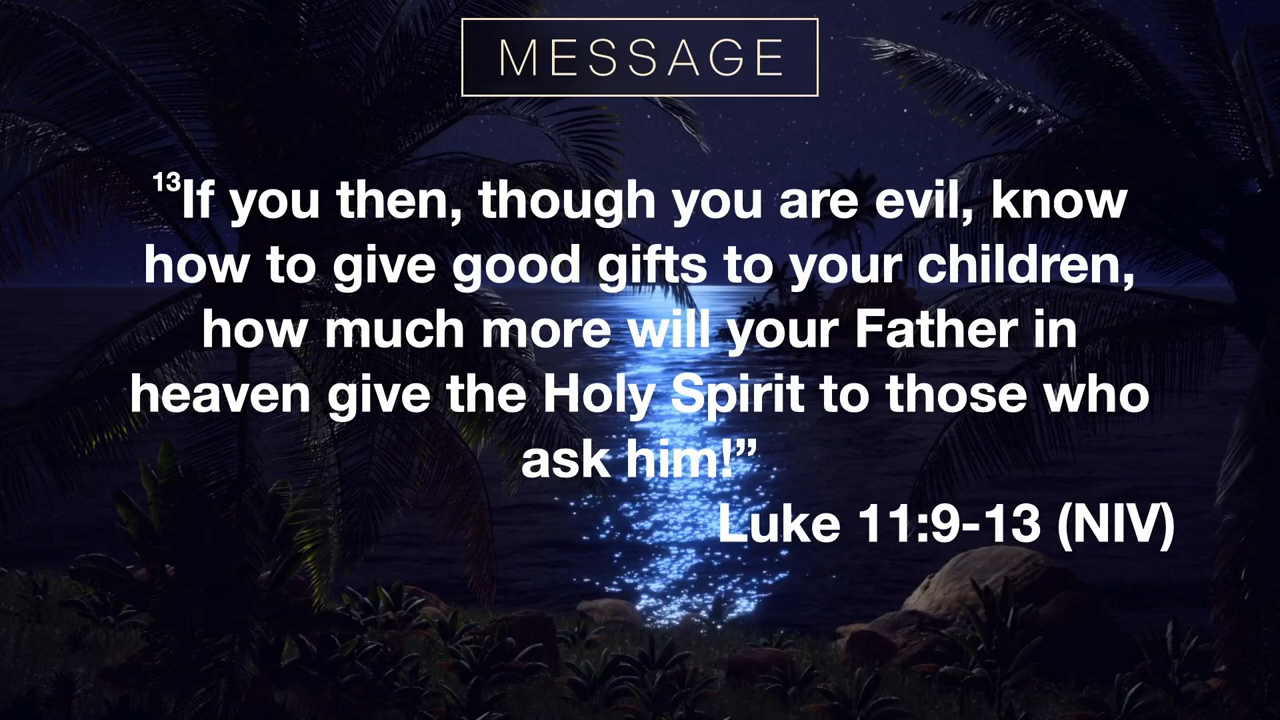 MESSAGE
¹³If you then, though you are evil, know
how to give good gifts to your children,
how much more will your Father in
heaven give the Holy Spirit to those who
ask him!”
Luke 11:9-13 (NIV)